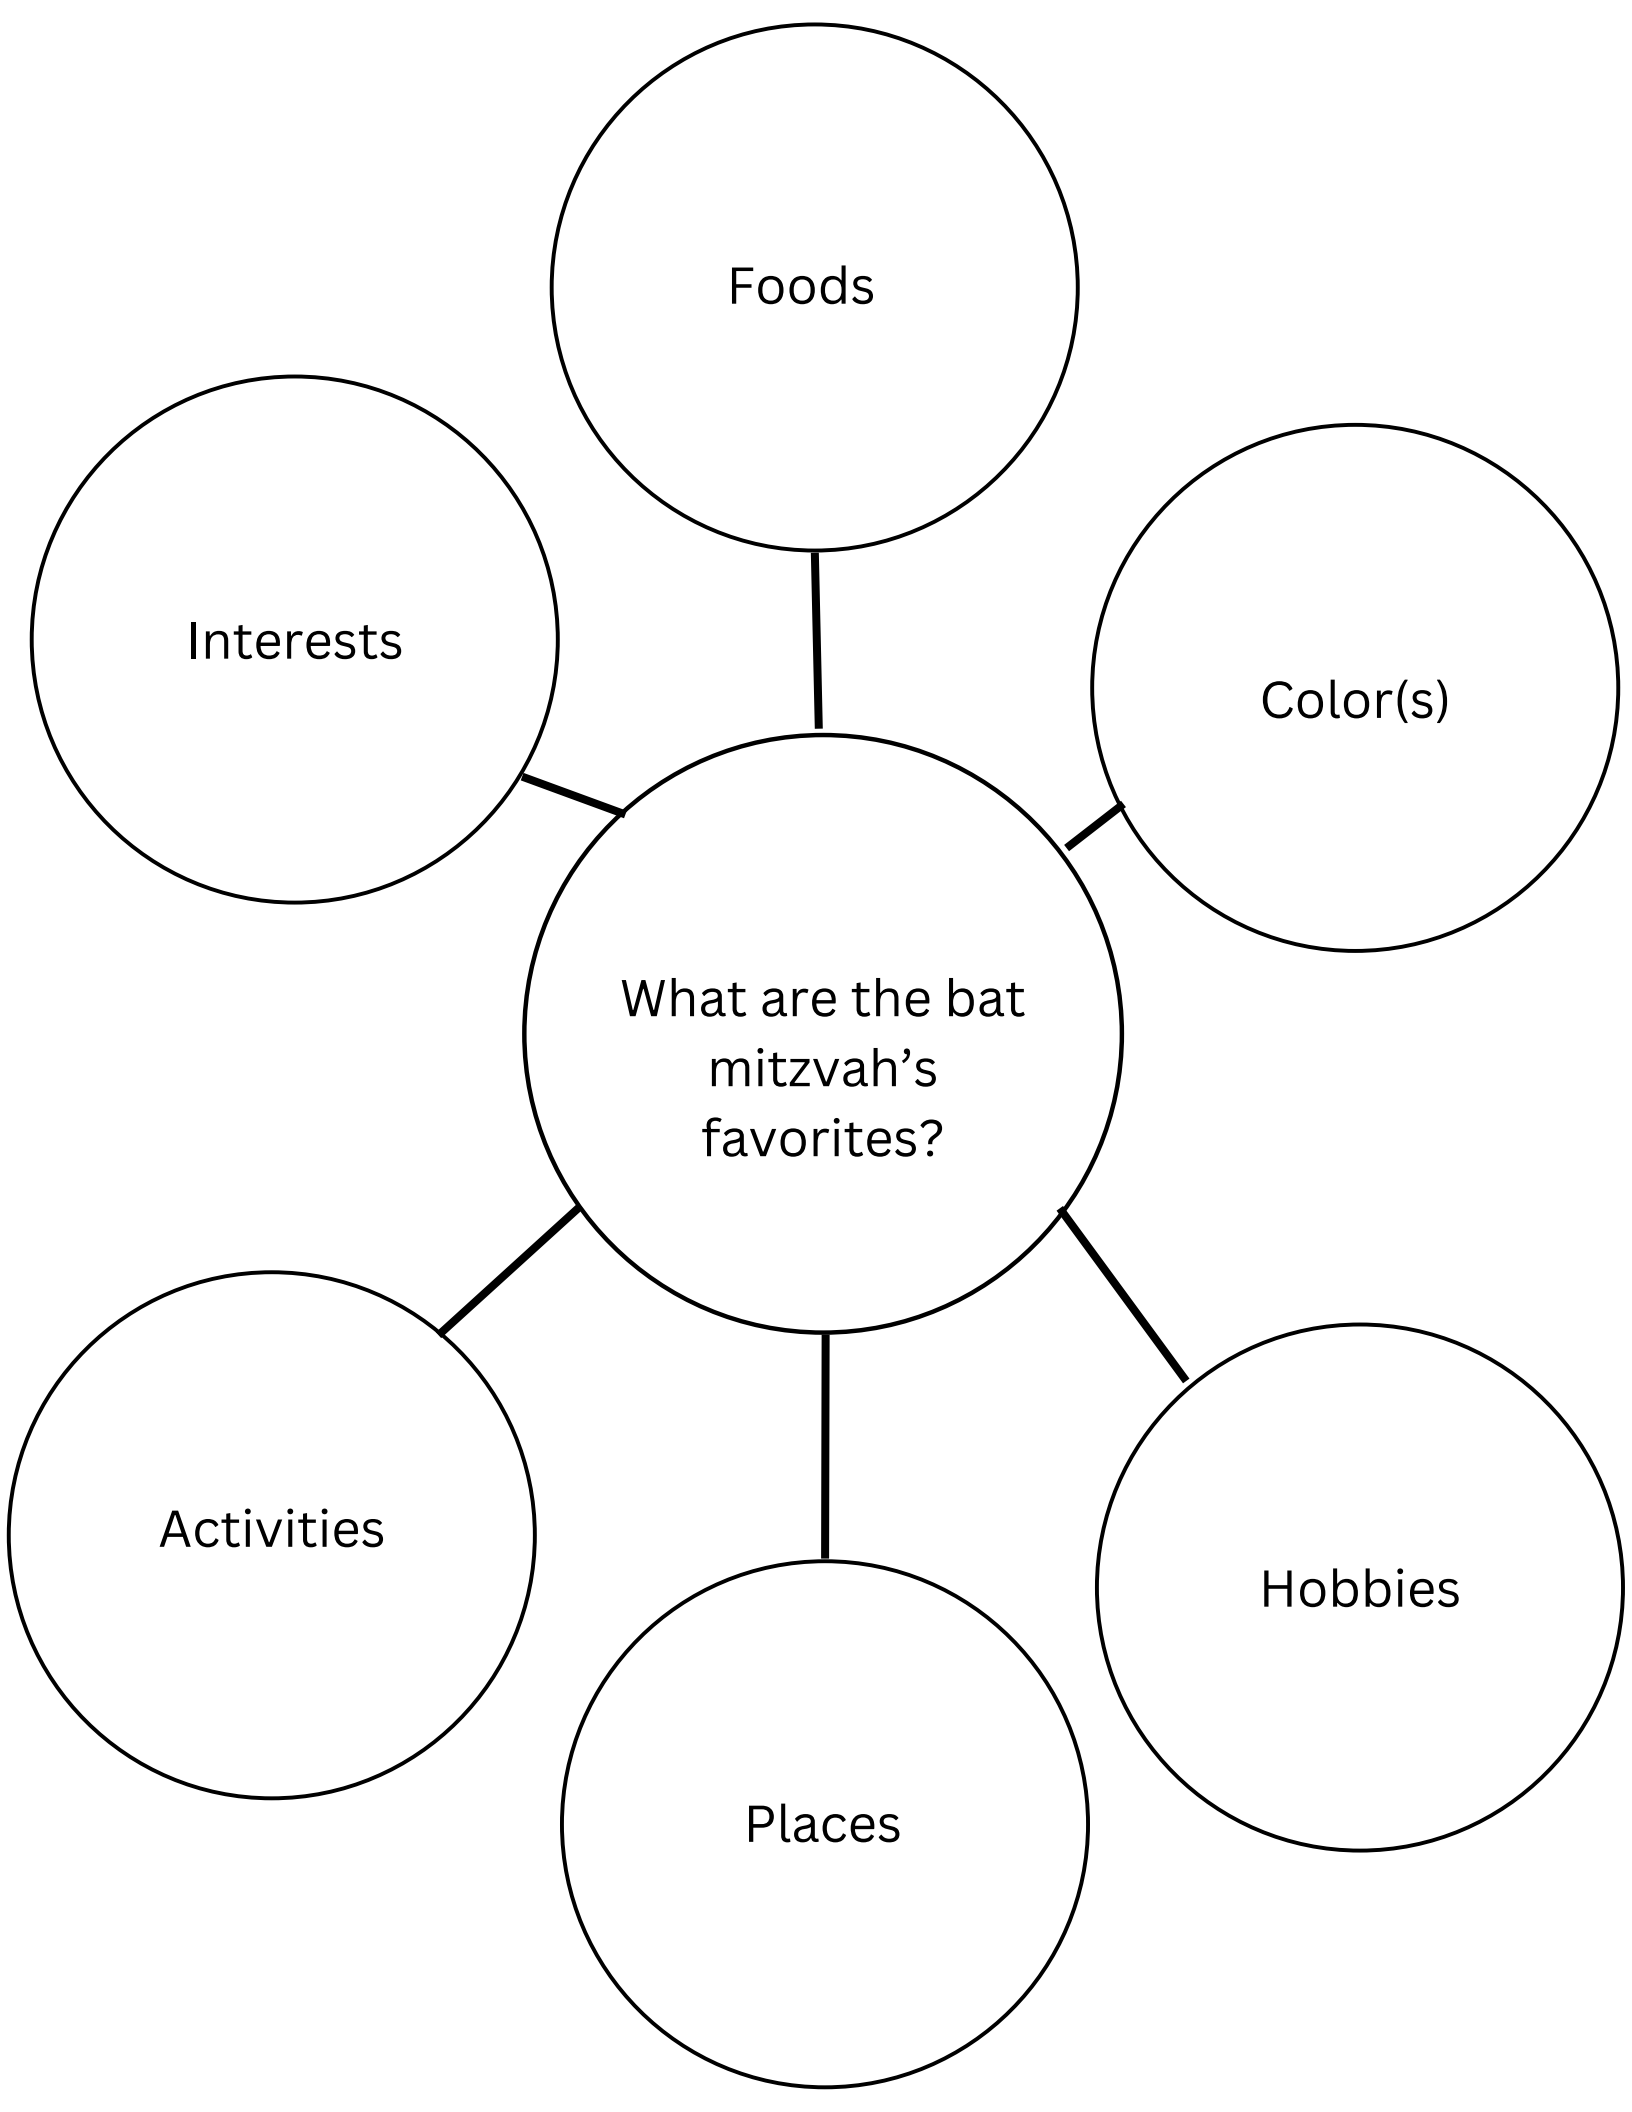 Foods
Interests
Color(s)
What are the bat
mitzvah’s
favorites?
Activities
Hobbies
Places